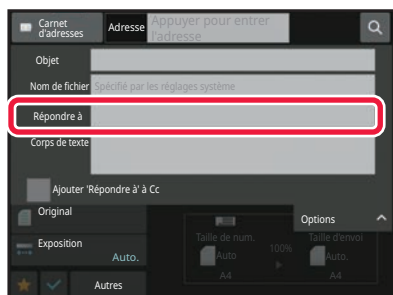 Carnet
d'adresses
Adresse
Appuyer pour entrer
l'adresse
Objet
Nom de fichier
Spécifié par les réglages système
Répondre à
Corps de texte
Ajouter 'Répondre à' à Cc
Original
Options
Exposition
Auto.
Taille de num.
Auto.
A4
100%
Taille d'envoi
Auto.
A4
Autres